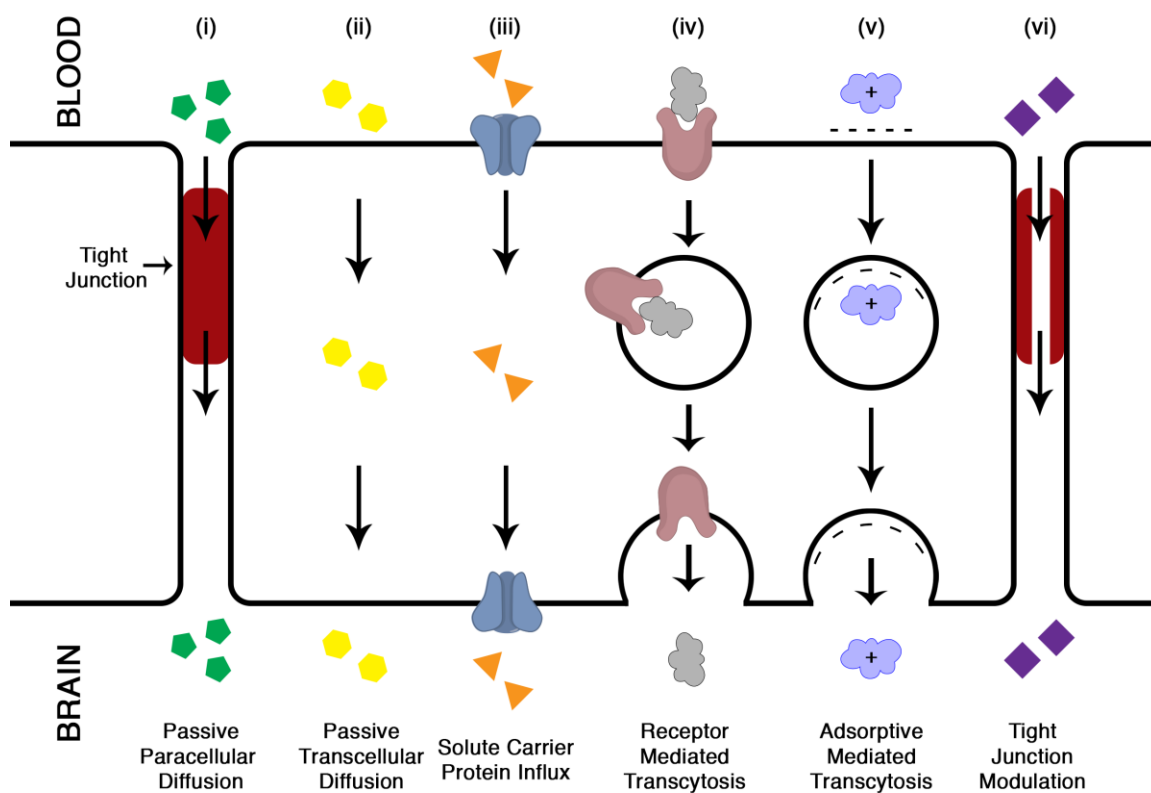 BLOOD
(i)
(ii)
(iii)
(iv)
(v)
(vi)
+
Tight
Junction
+
BRAIN
+
Passive
Paracellular
Diffusion
Passive
Transcellular
Diffusion
Solute Carrier
Protein Influx
Receptor
Mediated
Transcytosis
Adsorptive
Mediated
Transcytosis
Tight
Junction
Modulation